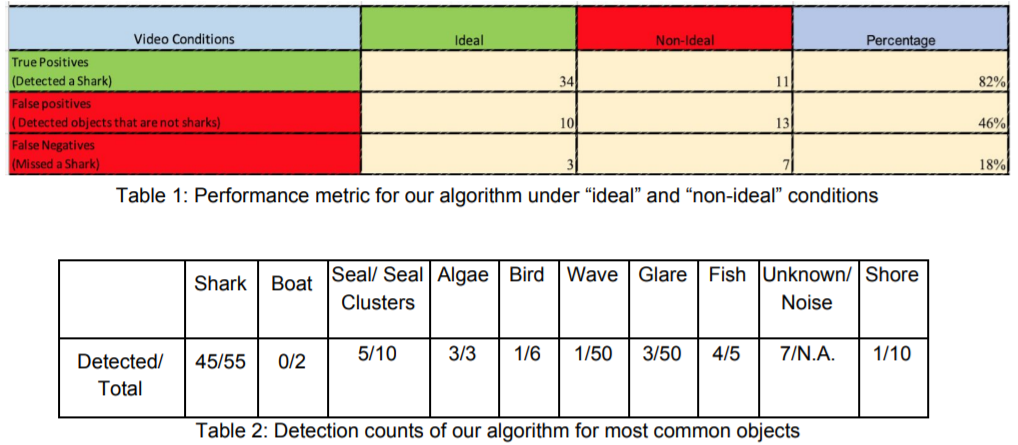 Video Conditions Ideal Non-Ideal Percentage
True Positives
(Detected a Shark) 34 11 82%
False positives
( Detected objects that are not sharks) 10 13 46%
False Negatives
(Missed a Shark) 3 7 18%
Table 1: Performance metric for our algorithm under “ideal” and “non-ideal” conditions
Shark Boat Seal/ Seal Clusters Algae Bird Wave Glare Fish Unknown/ Noise Shore
Detected/ Total 45/55 0/2 5/10 3/3 1/6 1/50 3/50 4/5 7/N.A. 1/10
Table 2: Detection counts of our algorithm for most common objects